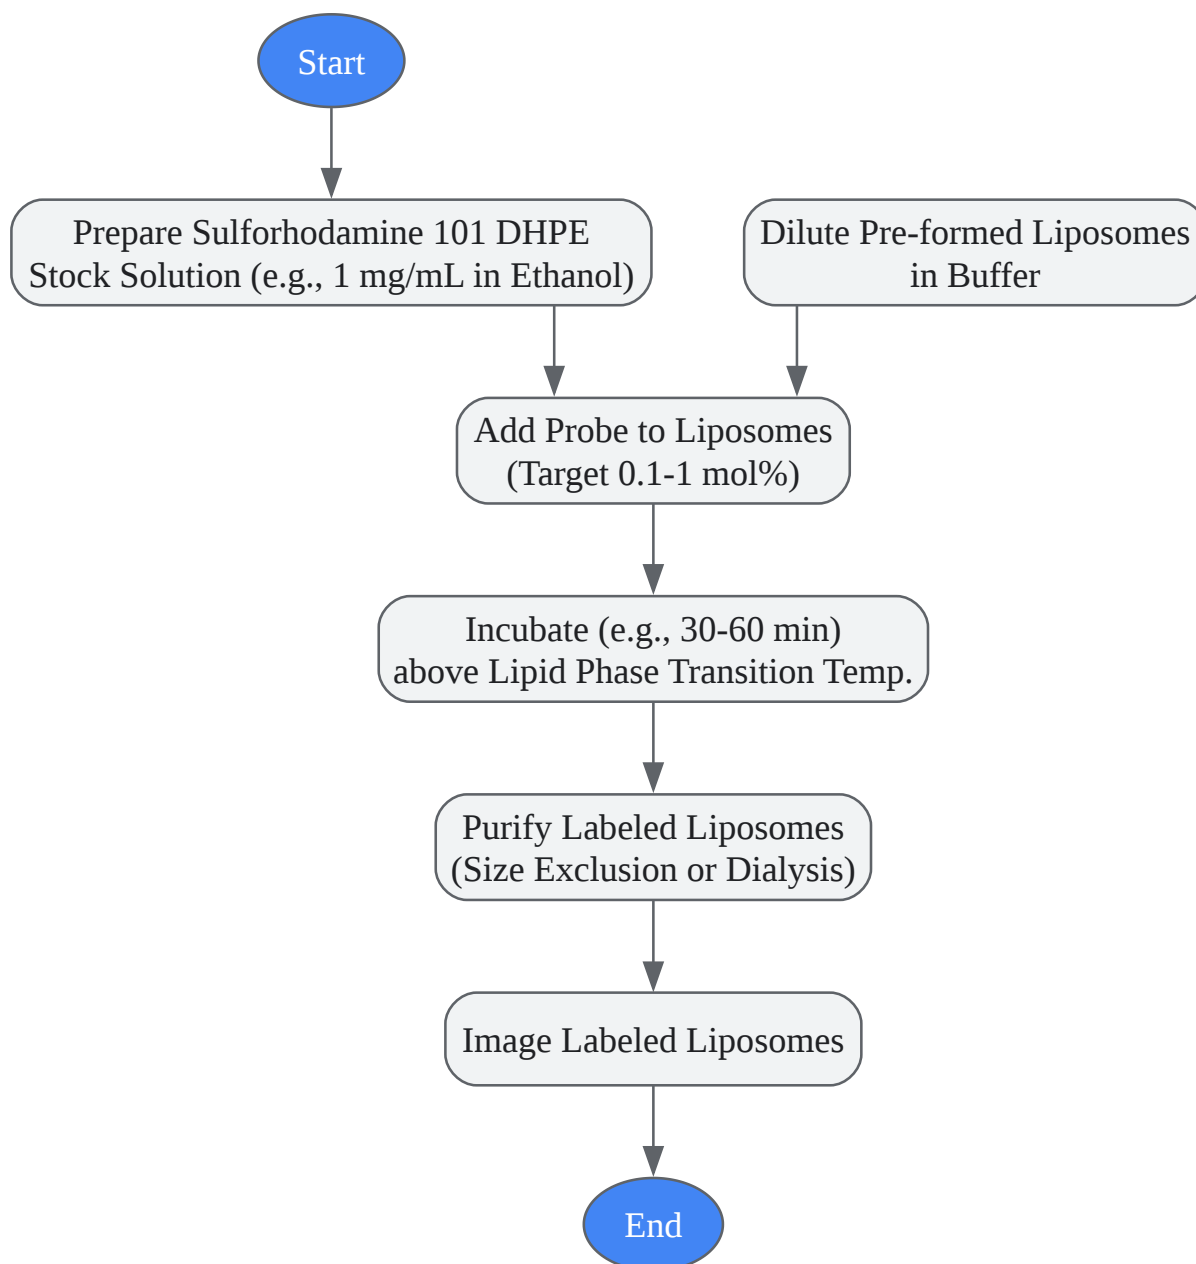 Start
Prepare Sulforhodamine 101 DHPE
Stock Solution (e.g., 1 mg/mL in Ethanol)
Dilute Pre-formed Liposomes
in Buffer
Add Probe to Liposomes
(Target 0.1-1 mol%)
Incubate (e.g., 30-60 min)
above Lipid Phase Transition Temp.
Purify Labeled Liposomes
(Size Exclusion or Dialysis)
Image Labeled Liposomes
End